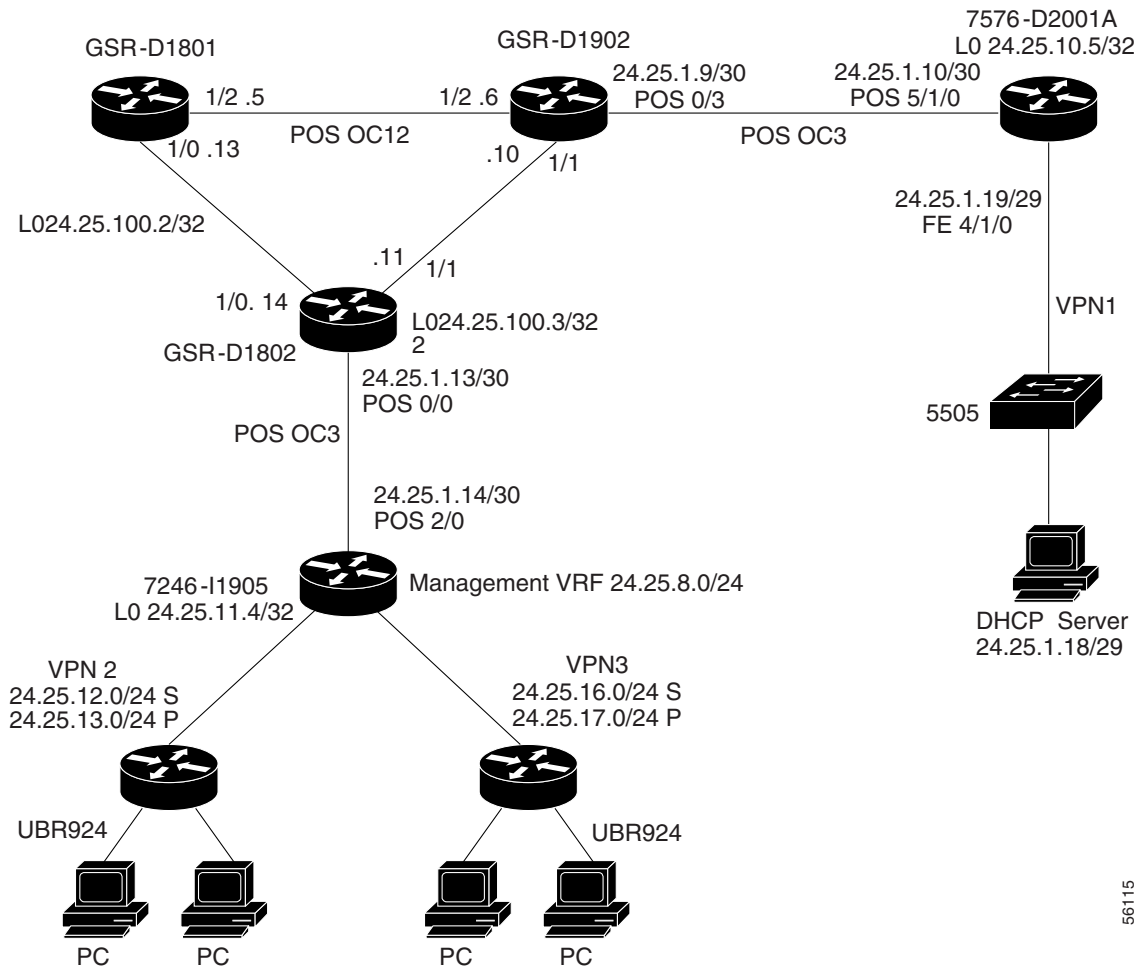 7576-D2001A
L0 24.25.10.5/32
GSR-D1801
GSR-D1902
24.25.1.9/30
POS 0/3
24.25.1.10/30
POS 5/1/0
1/2 .5
1/2 .6
POS OC12
POS OC3
1/0 .13
.10
1/1
24.25.1.19/29
FE 4/1/0
L024.25.100.2/32
.11
1/1
1/0. 14
L024.25.100.3/32
2
GSR-D1802
VPN1
24.25.1.13/30
POS 0/0
5505
POS OC3
24.25.1.14/30
POS 2/0
7246-I1905
L0 24.25.11.4/32
Management VRF 24.25.8.0/24
DHCP Server
24.25.1.18/29
VPN 2
24.25.12.0/24 S
24.25.13.0/24 P
VPN3
24.25.16.0/24 S
24.25.17.0/24 P
UBR924
UBR924
PC
PC
PC
PC
56115